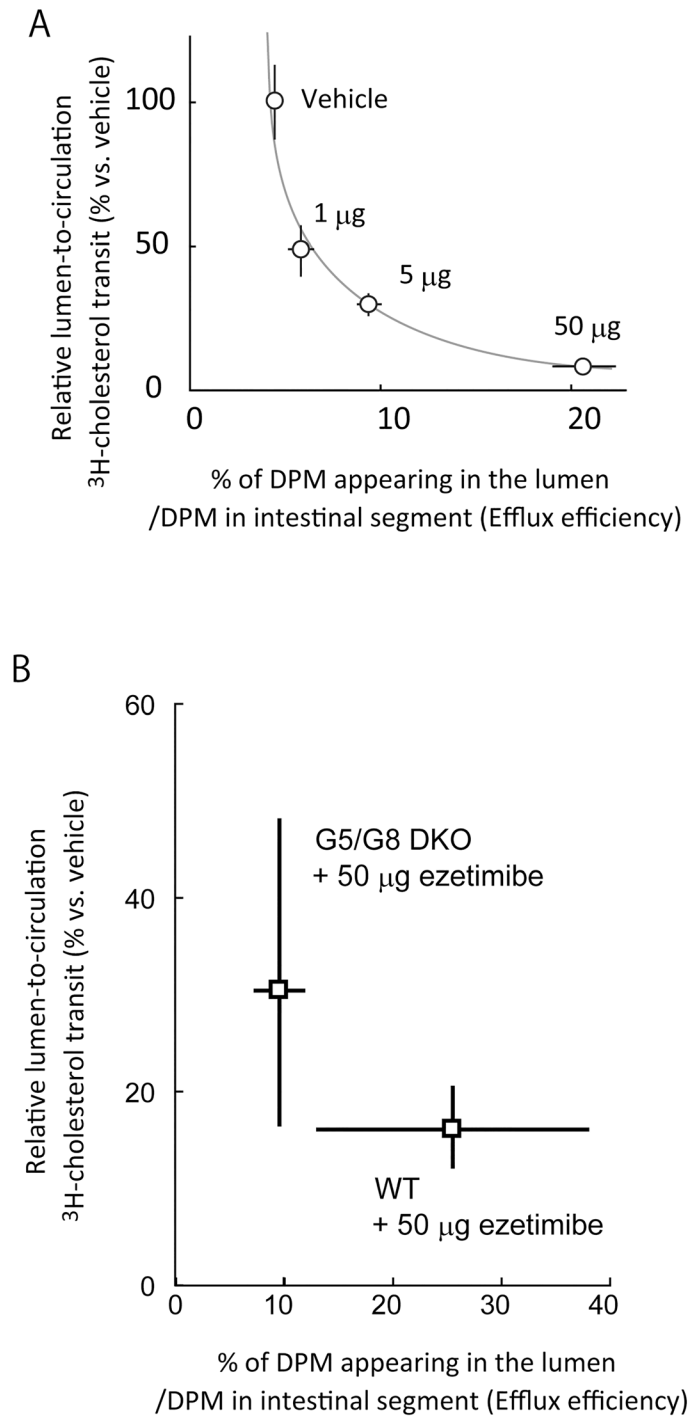 A
Relative lumen-to-circulation
³H-cholesterol transit (% vs. vehicle)
100
50
0
Vehicle
1 μg
5 μg
50 μg
0
10
20
% of DPM appearing in the lumen
/DPM in intestinal segment (Efflux efficiency)
B
Relative lumen-to-circulation
³H-cholesterol transit (% vs. vehicle)
60
40
20
0
G5/G8 DKO
+ 50 μg ezetimibe
WT
+ 50 μg ezetimibe
0
10
20
30
40
% of DPM appearing in the lumen
/DPM in intestinal segment (Efflux efficiency)